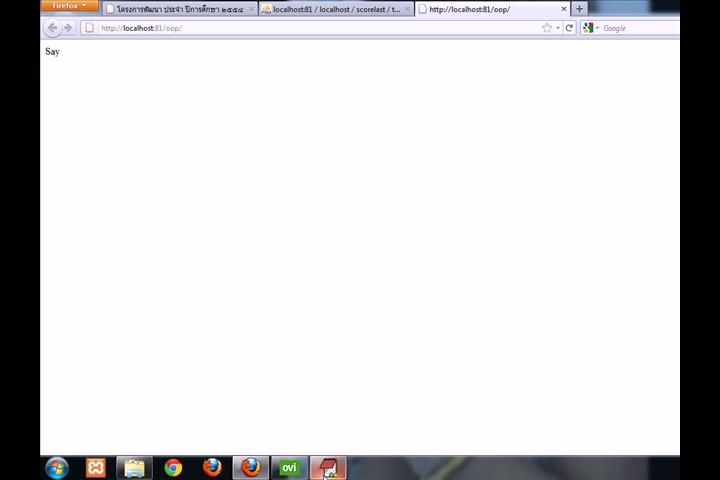 Firefox
โครงการพัฒนา ประจำ ปีการศึกษา ๒๕๕๔
localhost:81 / localhost / scorelast / t...
http://localhost:81/oop/
http://localhost:81/oop/
Google
Say
ovi